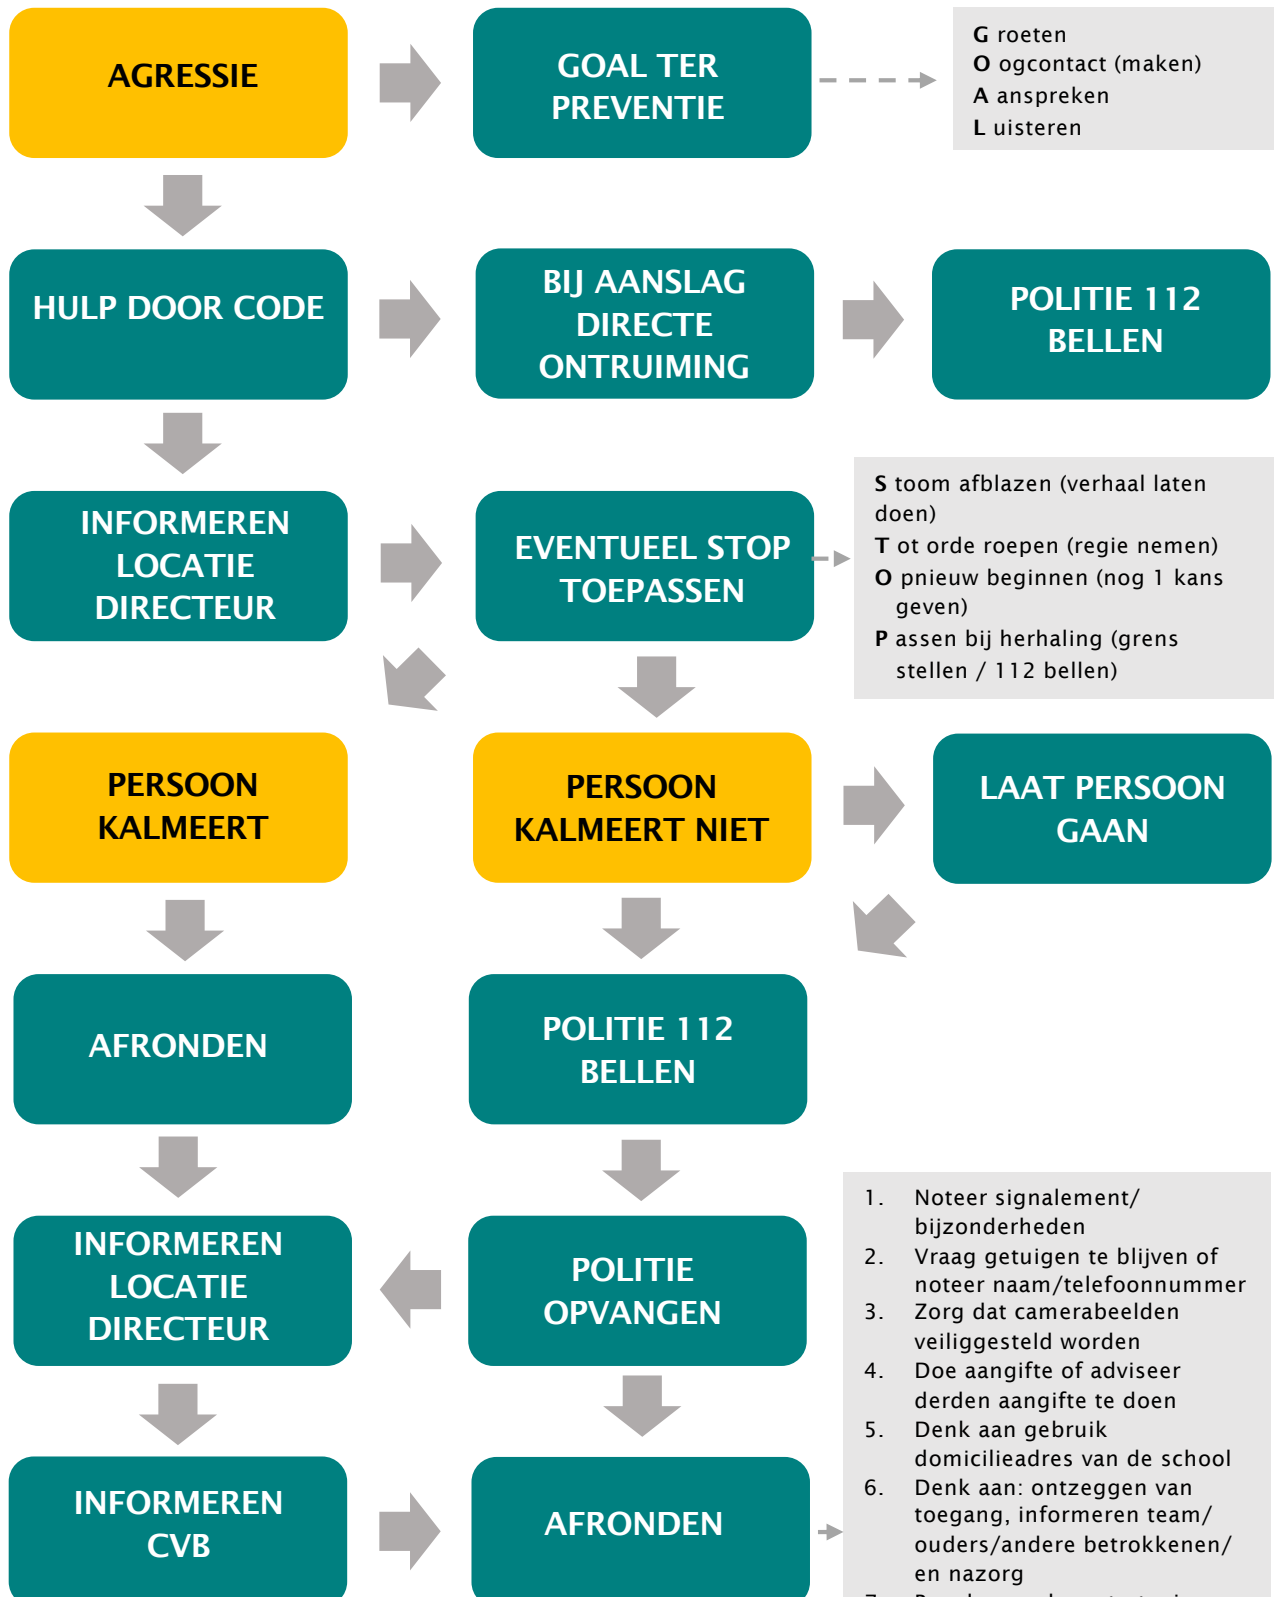 AGRESSIE
GOAL TER
PREVENTIE
G roeten
O ogcontact (maken)
A anspreken
L uisteren
HULP DOOR CODE
BIJ AANSLAG
DIRECTE
ONTRUIMING
POLITIE 112
BELLEN
INFORMEREN
LOCATIE
DIRECTEUR
EVENTUEEL STOP
TOEPASSEN
S toom afblazen (verhaal laten
doen)
T ot orde roepen (regie nemen)
O pnieuw beginnen (nog 1 kans
geven)
P assen bij herhaling (grens
stellen / 112 bellen)
PERSOON
KALMEERT
PERSOON
KALMEERT NIET
LAAT PERSOON
GAAN
AFRONDEN
POLITIE 112
BELLEN
INFORMEREN
LOCATIE
DIRECTEUR
POLITIE
OPVANGEN
INFORMEREN
CVB
AFRONDEN
1. Noteer signalement/
bijzonderheden
2. Vraag getuigen te blijven of
noteer naam/telefoonnummer
3. Zorg dat camerabeelden
veiliggesteld worden
4. Doe aangifte of adviseer
derden aangifte te doen
5. Denk aan gebruik
domicilieadres van de school
6. Denk aan: ontzeggen van
toegang, informeren team/
ouders/andere betrokkenen/
en nazorg